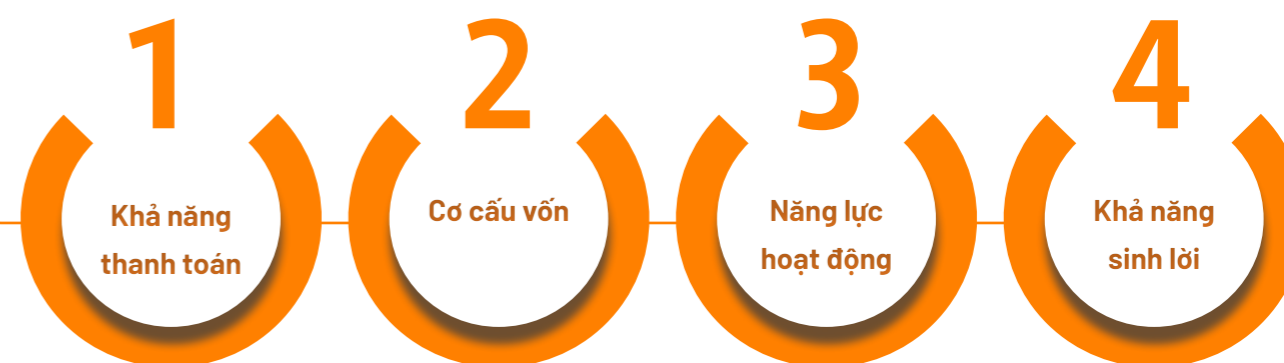 1
Khả năng
thanh toán
2
Cơ cấu vốn
3
Năng lực
hoạt động
4
Khả năng
sinh lời